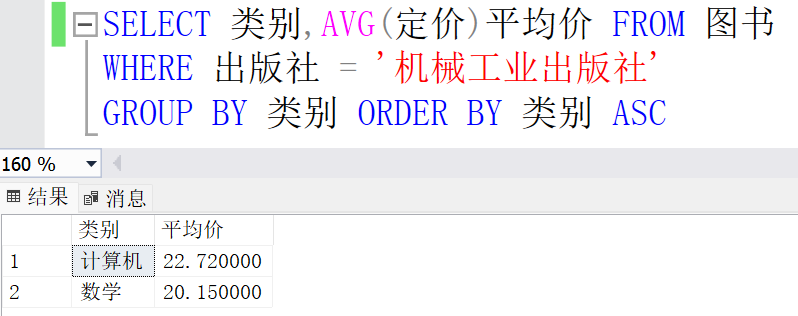 SELECT 类别,AVG(定价)平均价 FROM 图书
WHERE 出版社 = '机械工业出版社'
GROUP BY 类别 ORDER BY 类别 ASC
160 %
结果 消息
类别 平均价
1 计算机 22.720000
2 数学 20.150000